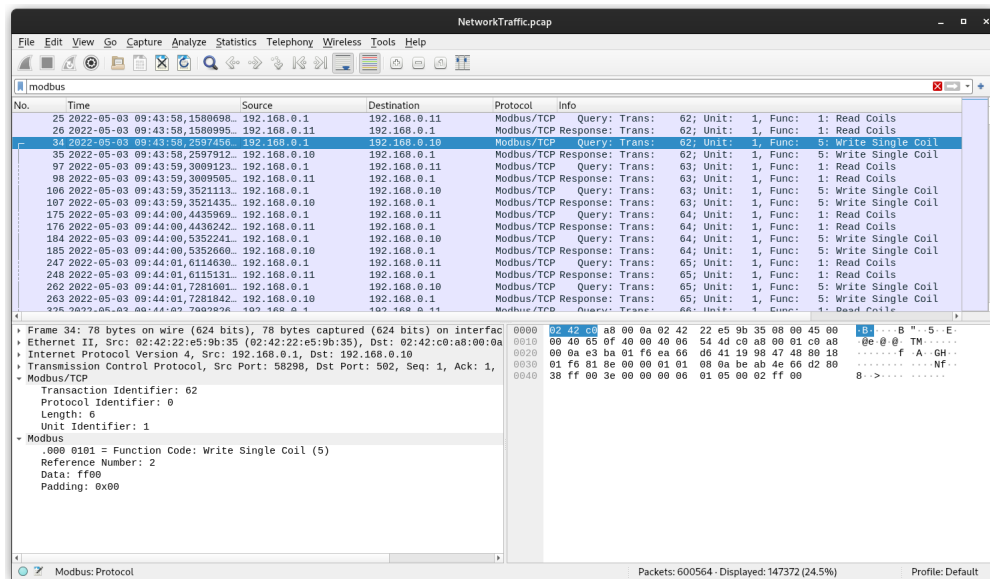 NetworkTraffic.pcap
File Edit View Go Capture Analyze Statistics Telephony Wireless Tools Help
modbus
No. Time Source Destination Protocol Info
25 2022-05-03 09:43:58,1580698… 192.168.0.1 192.168.0.11 Modbus/TCP Query: Trans: 62; Unit: 1, Func: 1: Read Coils
26 2022-05-03 09:43:58,1580995… 192.168.0.11 192.168.0.1 Modbus/TCP Response: Trans: 62; Unit: 1, Func: 1: Read Coils
34 2022-05-03 09:43:58,2597456… 192.168.0.1 192.168.0.10 Modbus/TCP Query: Trans: 62; Unit: 1, Func: 5: Write Single Coil
35 2022-05-03 09:43:58,2597912… 192.168.0.10 192.168.0.1 Modbus/TCP Response: Trans: 62; Unit: 1, Func: 5: Write Single Coil
97 2022-05-03 09:43:59,3009123… 192.168.0.1 192.168.0.11 Modbus/TCP Query: Trans: 63; Unit: 1, Func: 1: Read Coils
98 2022-05-03 09:43:59,3009505… 192.168.0.11 192.168.0.1 Modbus/TCP Response: Trans: 63; Unit: 1, Func: 1: Read Coils
106 2022-05-03 09:43:59,3521113… 192.168.0.1 192.168.0.10 Modbus/TCP Query: Trans: 63; Unit: 1, Func: 5: Write Single Coil
107 2022-05-03 09:43:59,3521435… 192.168.0.10 192.168.0.1 Modbus/TCP Response: Trans: 63; Unit: 1, Func: 5: Write Single Coil
175 2022-05-03 09:44:00,4435969… 192.168.0.1 192.168.0.11 Modbus/TCP Query: Trans: 64; Unit: 1, Func: 1: Read Coils
176 2022-05-03 09:44:00,4436242… 192.168.0.11 192.168.0.1 Modbus/TCP Response: Trans: 64; Unit: 1, Func: 1: Read Coils
184 2022-05-03 09:44:00,5352241… 192.168.0.1 192.168.0.10 Modbus/TCP Query: Trans: 64; Unit: 1, Func: 5: Write Single Coil
185 2022-05-03 09:44:00,5352660… 192.168.0.10 192.168.0.1 Modbus/TCP Response: Trans: 64; Unit: 1, Func: 5: Write Single Coil
247 2022-05-03 09:44:01,6114630… 192.168.0.1 192.168.0.11 Modbus/TCP Query: Trans: 65; Unit: 1, Func: 1: Read Coils
248 2022-05-03 09:44:01,6115131… 192.168.0.11 192.168.0.1 Modbus/TCP Response: Trans: 65; Unit: 1, Func: 1: Read Coils
262 2022-05-03 09:44:01,7281601… 192.168.0.1 192.168.0.10 Modbus/TCP Query: Trans: 65; Unit: 1, Func: 5: Write Single Coil
263 2022-05-03 09:44:01,7281842… 192.168.0.10 192.168.0.1 Modbus/TCP Response: Trans: 65; Unit: 1, Func: 5: Write Single Coil
Frame 34: 78 bytes on wire (624 bits), 78 bytes captured (624 bits) on interfac
Ethernet II, Src: 02:42:22:e5:9b:35 (02:42:22:e5:9b:35), Dst: 02:42:c0:a8:00:0a
Internet Protocol Version 4, Src: 192.168.0.1, Dst: 192.168.0.10
Transmission Control Protocol, Src Port: 58298, Dst Port: 502, Seq: 1, Ack: 1,
Modbus/TCP
Transaction Identifier: 62
Protocol Identifier: 0
Length: 6
Unit Identifier: 1
Modbus
.000 0101 = Function Code: Write Single Coil (5)
Reference Number: 2
Data: ff00
Padding: 0x00
0000 02 42 c0 a8 00 0a 02 42 22 e5 9b 35 08 00 45 00 ·B·····B "··5··E·
0010 00 40 65 0f 40 00 40 06 54 4d c0 a8 00 01 c0 a8 ·@e·@·@· TM······
0020 00 0a e3 ba 01 f6 ea 66 d6 41 19 98 47 48 80 18 ·······f ·A··GH··
0030 01 f6 81 8e 00 00 01 01 08 0a be ab 4e 66 d2 80 ········ ····Nf··
0040 38 ff 00 3e 00 00 00 06 01 05 00 02 ff 00 8··>···· ······
Modbus: Protocol
Packets: 600564 · Displayed: 147372 (24.5%)
Profile: Default